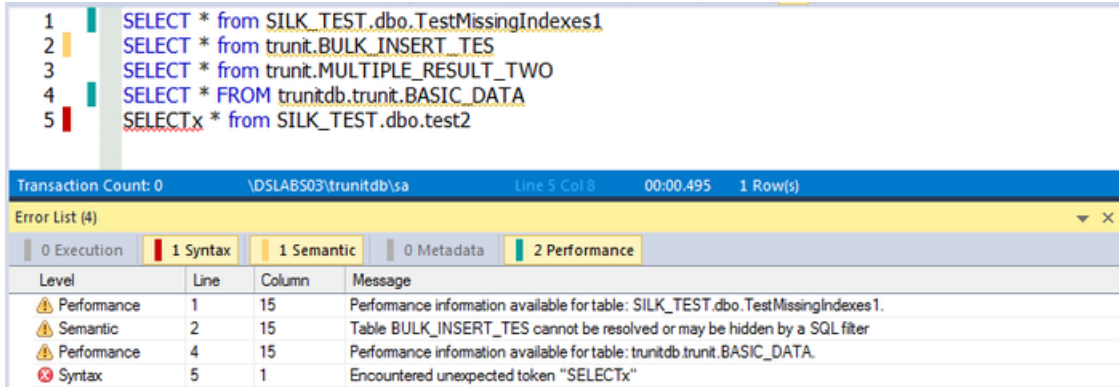 1 SELECT * from SILK_TEST.dbo.TestMissingIndexes1
2 SELECT * from trunit.BULK_INSERT_TES
3 SELECT * from trunit.MULTIPLE_RESULT_TWO
4 SELECT * FROM trunitdb.trunit.BASIC_DATA
5 SELECTx * from SILK_TEST.dbo.test2
Transaction Count: 0 \DSLABS03\trunitdb\sa Line 5 Col 8 00:00.495 1 Row(s)
Error List (4)
0 Execution 1 Syntax 1 Semantic 0 Metadata 2 Performance
Level Line Column Message
Performance 1 15 Performance information available for table: SILK_TEST.dbo.TestMissingIndexes1.
Semantic 2 15 Table BULK_INSERT_TES cannot be resolved or may be hidden by a SQL filter
Performance 4 15 Performance information available for table: trunitdb.trunit.BASIC_DATA.
Syntax 5 1 Encountered unexpected token "SELECTx"